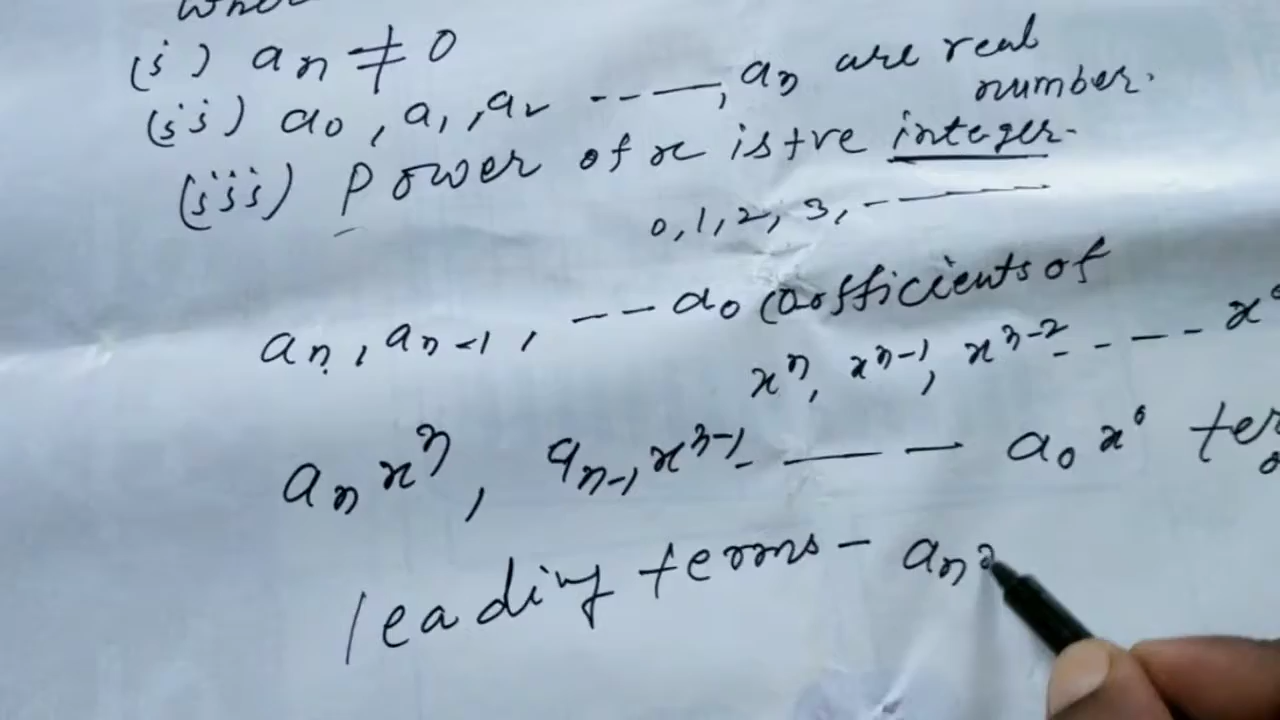 Where
(i) aₙ ≠ 0
(ii) a₀, a₁, a₂ -----, aₙ are real number.
(iii) Power of x is +ve integer.
0, 1, 2, 3, -----
aₙ, aₙ₋₁, --- a₀ coefficients of
xⁿ, xⁿ⁻¹, xⁿ⁻² ----- x⁰
aₙxⁿ, aₙ₋₁xⁿ⁻¹ ----- a₀x⁰
leading terms - aₙx